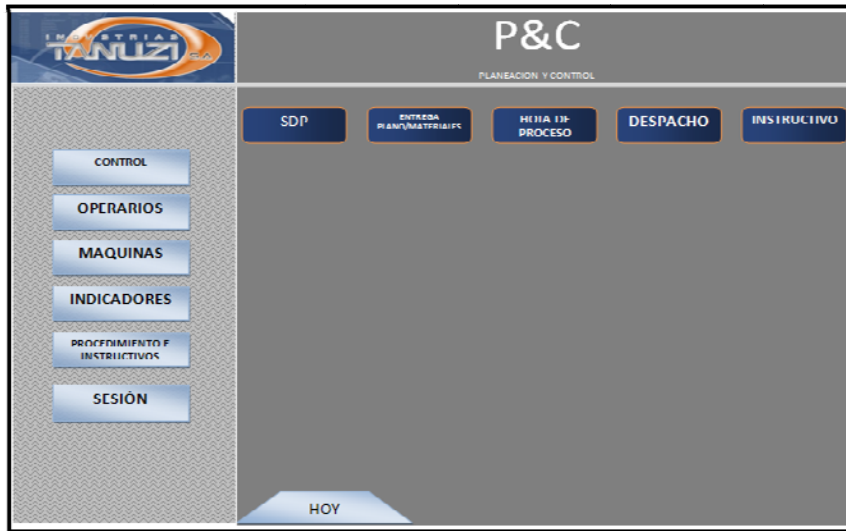 INDUSTRIAS
TANUZI S.A
P&C
PLANEACION Y CONTROL
SDP
ENTREGA
PLANO/MATERIALES
HOJA DE
PROCESO
DESPACHO
INSTRUCTIVO
CONTROL
OPERARIOS
MAQUINAS
INDICADORES
PROCEDIMIENTO E
INSTRUCTIVOS
SESIÓN
HOY